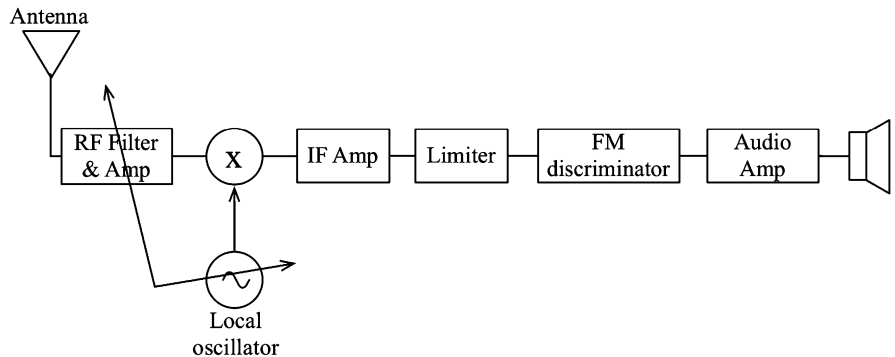 Antenna
RF Filter
& Amp
X
IF Amp
Limiter
FM
discriminator
Audio
Amp
Local
oscillator